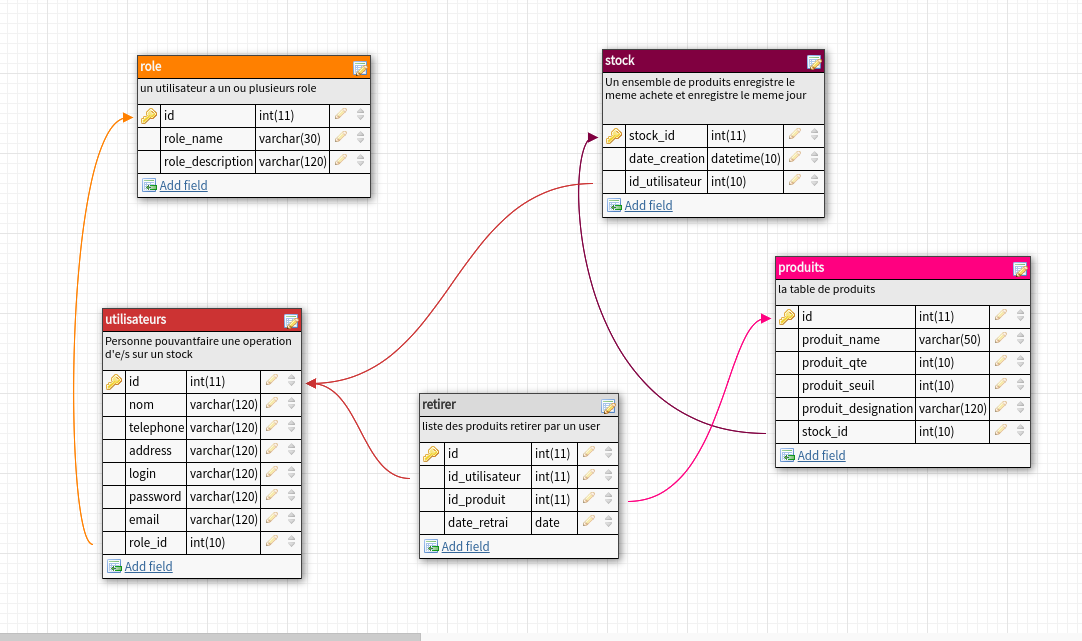 role
un utilisateur a un ou plusieurs role
id int(11)
role_name varchar(30)
role_description varchar(120)
Add field
stock
Un ensemble de produits enregistre le
meme achete et enregistre le meme jour
stock_id int(11)
date_creation datetime(10)
id_utilisateur int(10)
Add field
produits
la table de produits
id int(11)
produit_name varchar(50)
produit_qte int(10)
produit_seuil int(10)
produit_designation varchar(120)
stock_id int(10)
Add field
utilisateurs
Personne pouvantfaire une operation
d'e/s sur un stock
id int(11)
nom varchar(120)
telephone varchar(120)
address varchar(120)
login varchar(120)
password varchar(120)
email varchar(120)
role_id int(10)
Add field
retirer
liste des produits retirer par un user
id int(11)
id_utilisateur int(11)
id_produit int(11)
date_retrai date
Add field